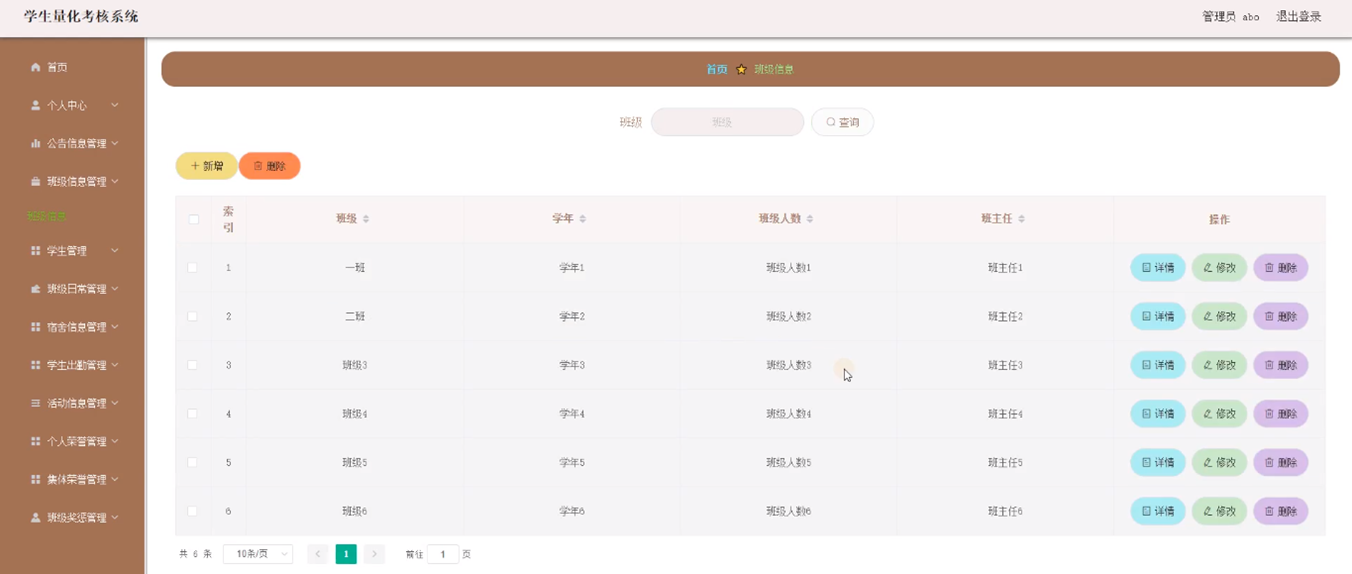 学生量化考核系统
管理员 abo 退出登录
首页
个人中心
公告信息管理
班级信息管理
班级信息
学生管理
班级日常管理
宿舍信息管理
学生出勤管理
活动信息管理
个人荣誉管理
集体荣誉管理
班级奖惩管理
首页 班级信息
班级 班级 查询
新增 删除
索引 班级 学年 班级人数 班主任 操作
1 一班 学年1 班级人数1 班主任1 详情 修改 删除
2 二班 学年2 班级人数2 班主任2 详情 修改 删除
3 班级3 学年3 班级人数3 班主任3 详情 修改 删除
4 班级4 学年4 班级人数4 班主任4 详情 修改 删除
5 班级5 学年5 班级人数5 班主任5 详情 修改 删除
6 班级6 学年6 班级人数6 班主任6 详情 修改 删除
共 6 条 10条/页 1 前往 1 页